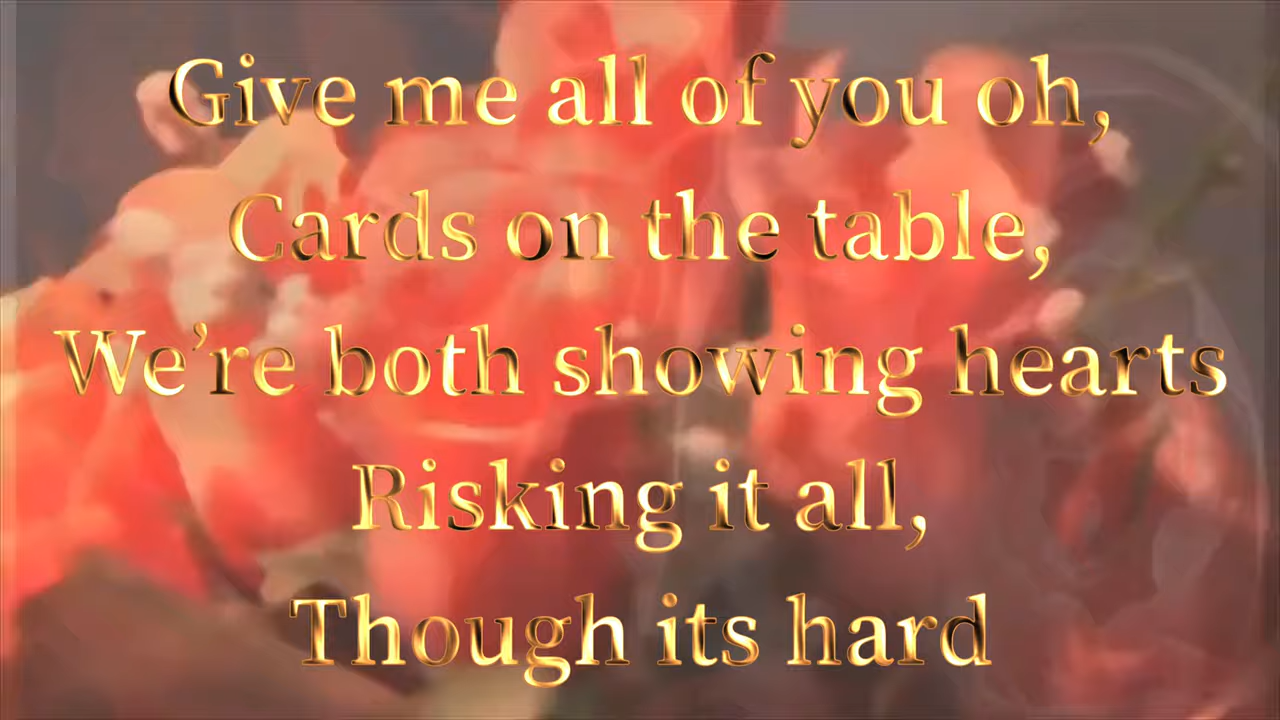 Give me all of you oh,
Cards on the table,
We’re both showing hearts
Risking it all,
Though its hard